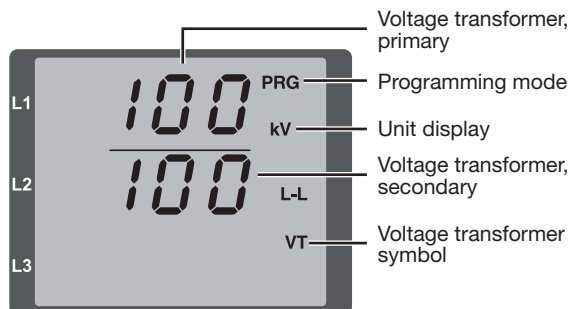 Voltage transformer,
primary
100
PRG
Programming mode
L1
kV
Unit display
100
Voltage transformer,
secondary
L2
L-L
VT
Voltage transformer
symbol
L3